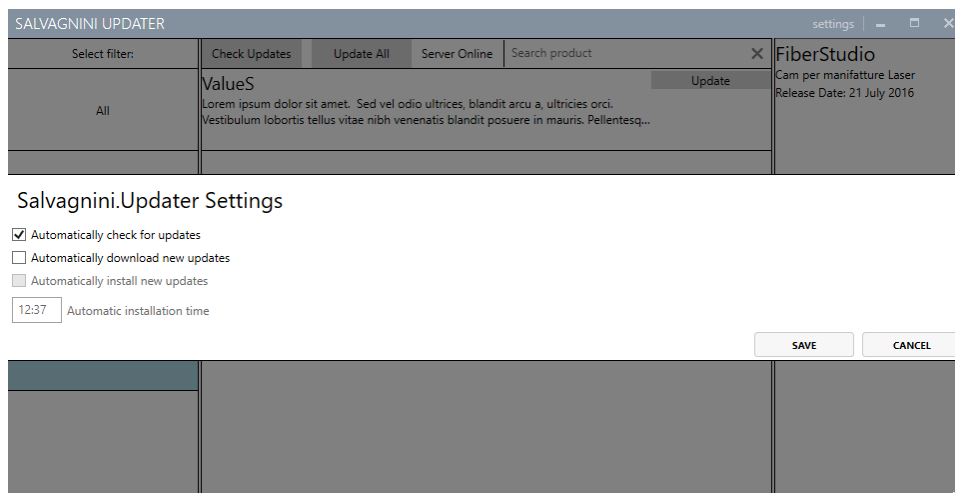 SALVAGNINI UPDATER
settings
Select filter:
Check Updates
Update All
Server Online
Search product
FiberStudio
Cam per manifatture Laser
Release Date: 21 July 2016
All
ValueS
Update
Lorem ipsum dolor sit amet.  Sed vel odio ultrices, blandit arcu a, ultricies orci.
Vestibulum lobortis tellus vitae nibh venenatis blandit posuere in mauris. Pellentesq...
Salvagnini.Updater Settings
Automatically check for updates
Automatically download new updates
Automatically install new updates
12:37 Automatic installation time
SAVE
CANCEL